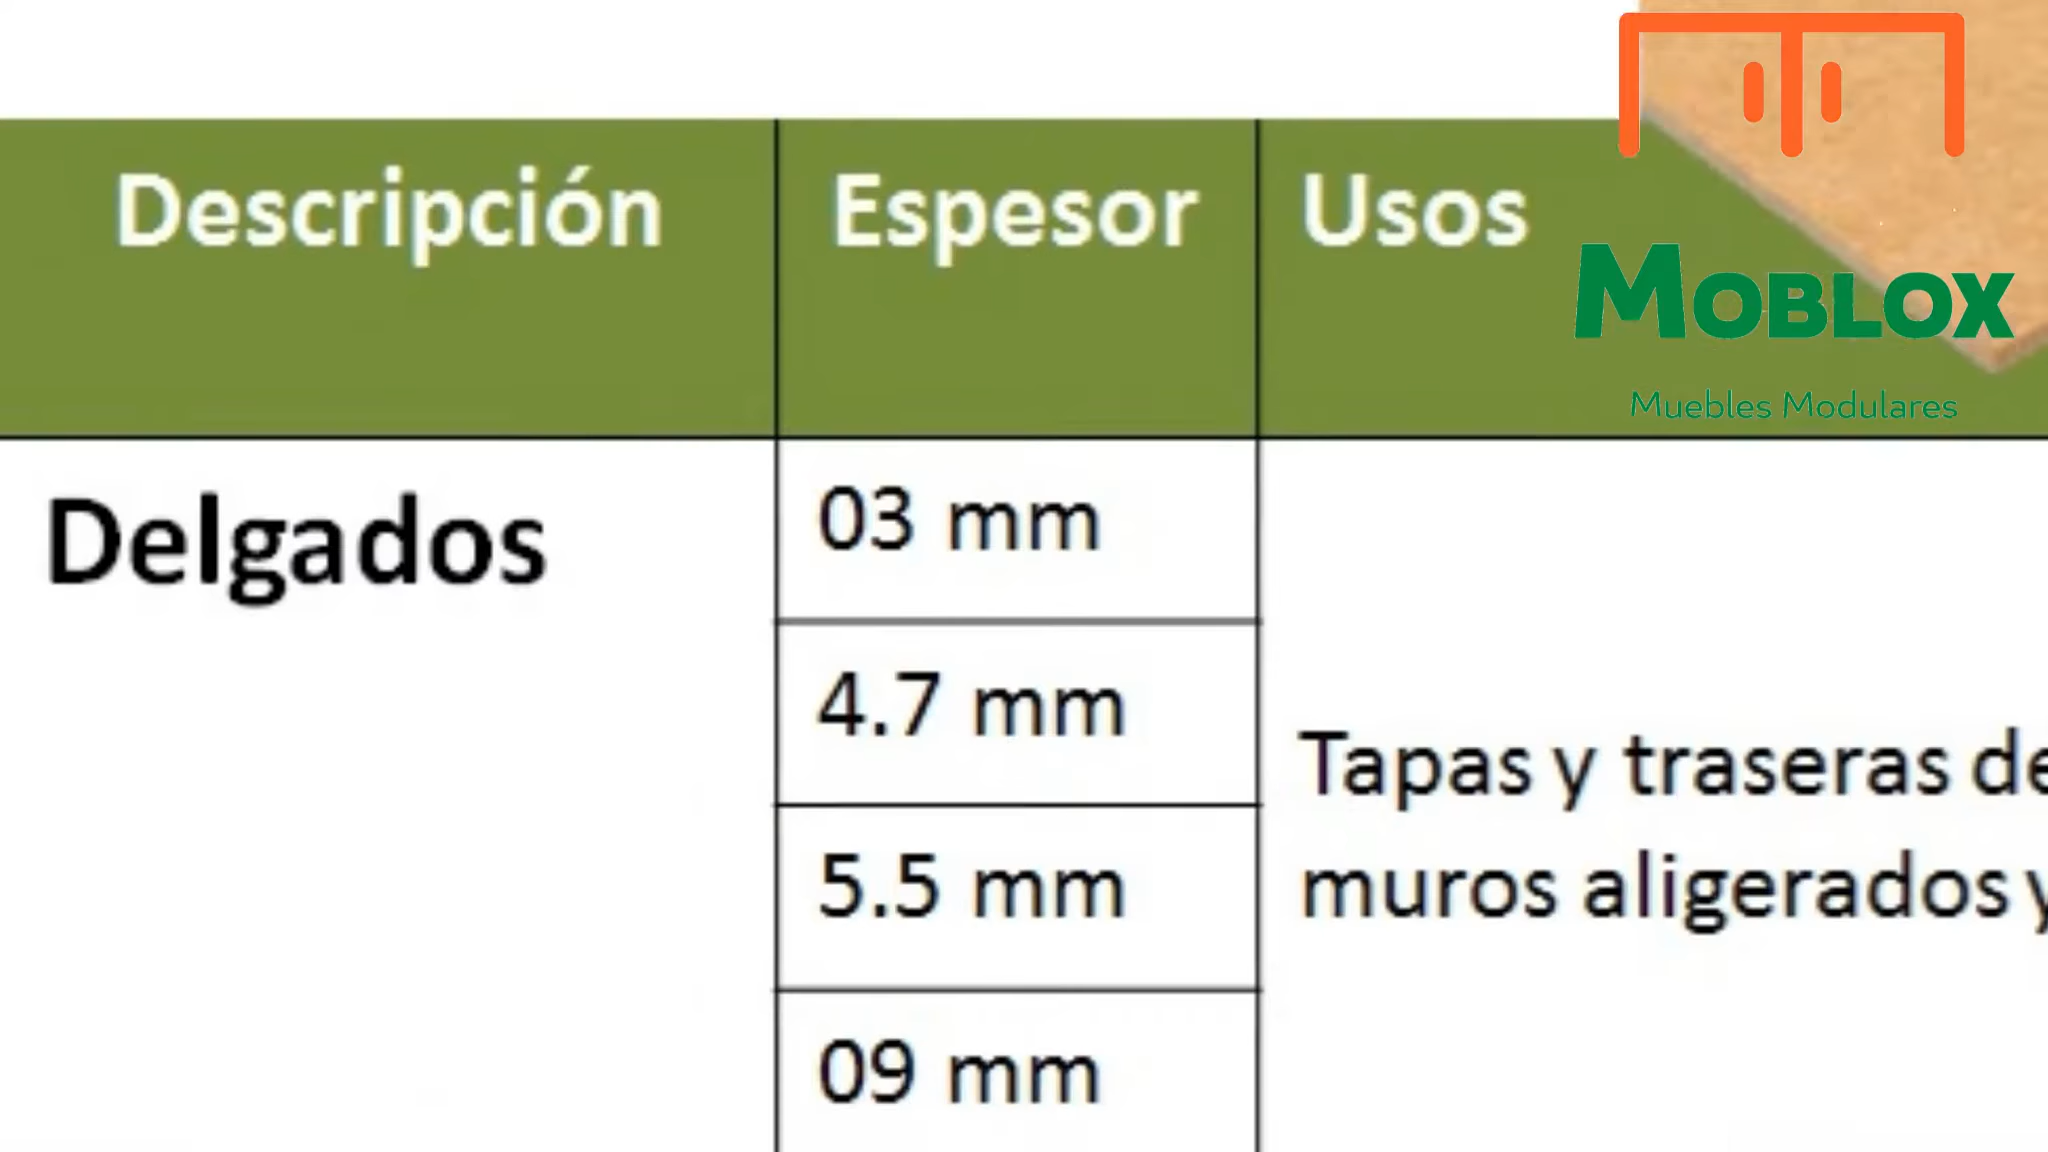 Descripción
Espesor
Usos
MOBLOX
Muebles Modulares
Delgados
03 mm
4.7 mm
5.5 mm
09 mm
Tapas y traseras de
muros aligerados y